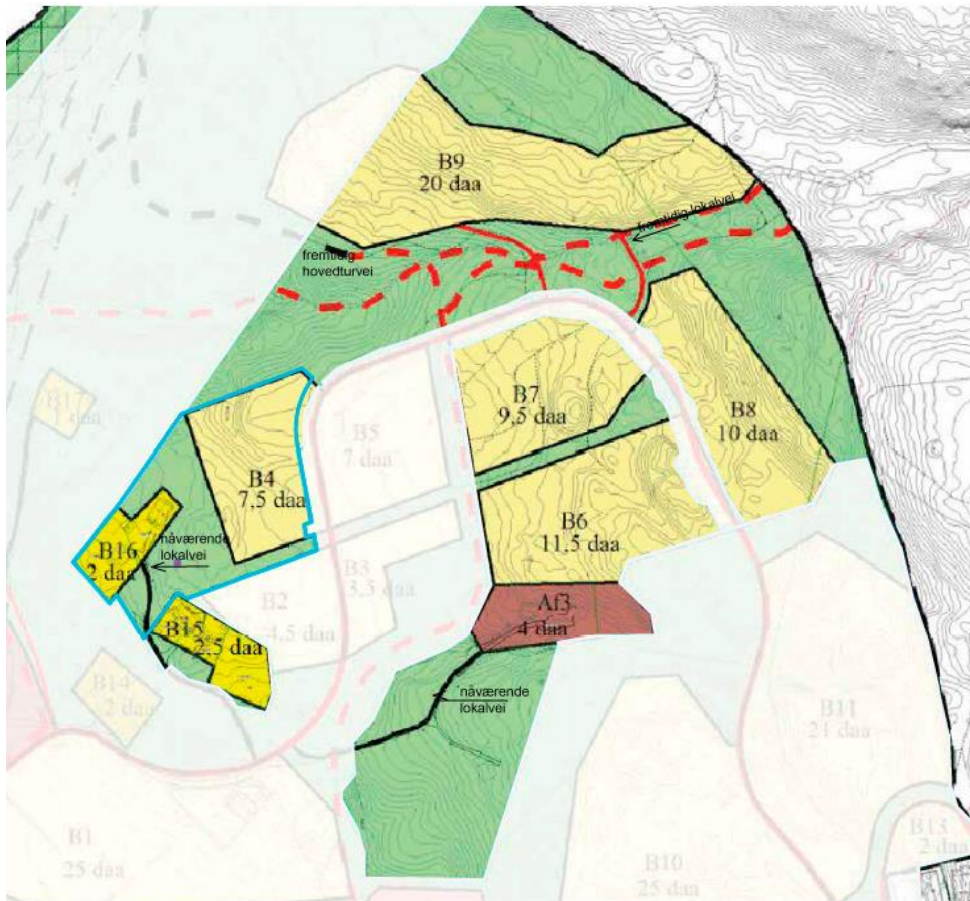 B9
20 daa
fremtidig lokalvei
fremtidig
hovedturvei
B7
9,5 daa
B8
10 daa
B17
1 daa
B5
7 daa
B4
7,5 daa
B6
11,5 daa
B16
2 daa
nåværende
lokalvei
B3
5,5 daa
B2
4,5 daa
Af3
4 daa
B15
2,5 daa
B14
2 daa
nåværende
lokalvei
B11
21 daa
B1
25 daa
B10
25 daa
B13
2 daa